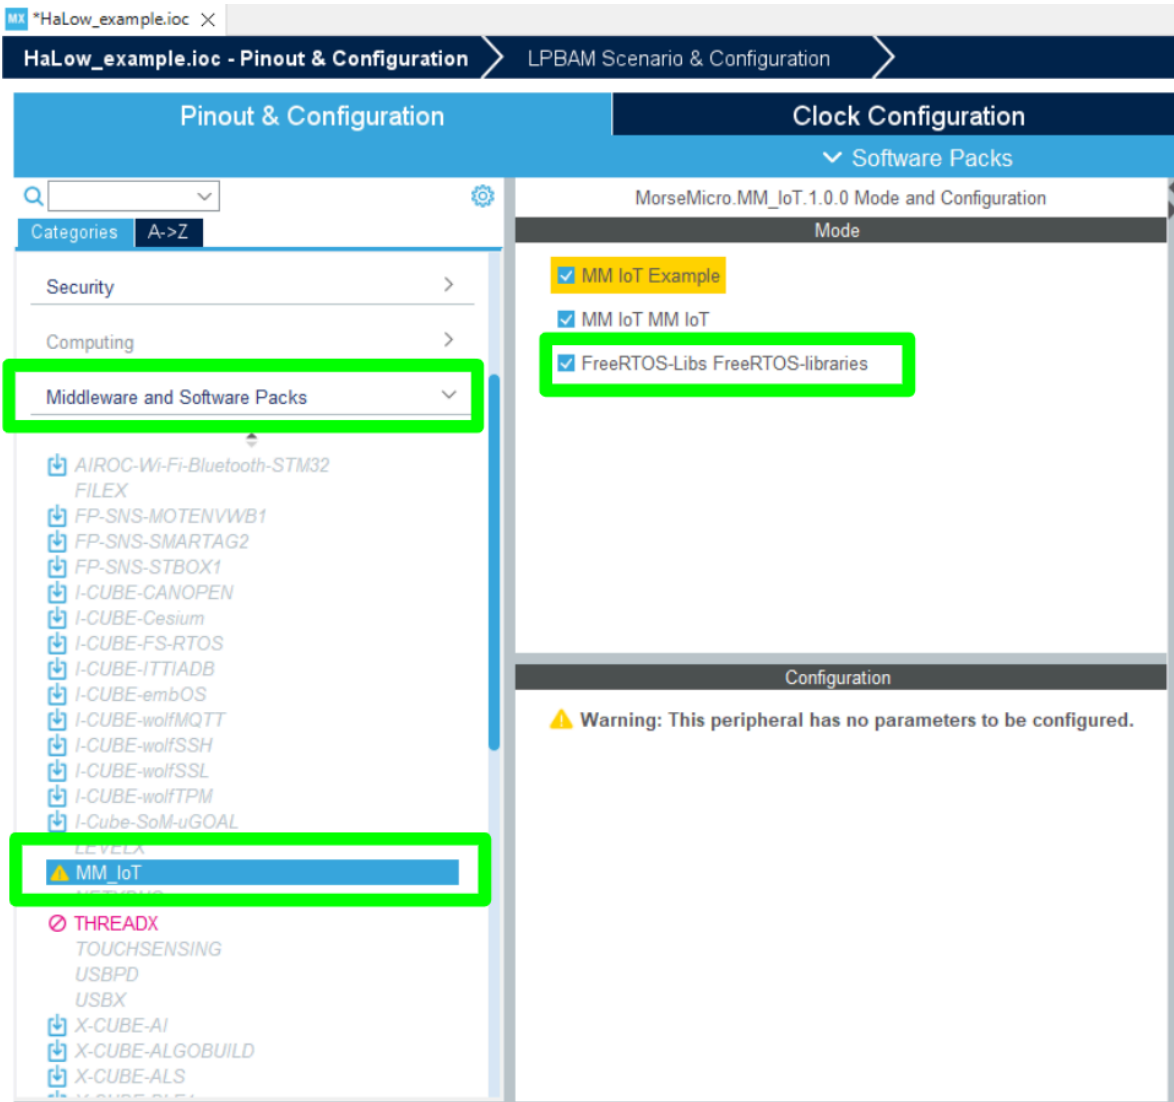 MX *HaLow_example.ioc
HaLow_example.ioc - Pinout & Configuration
LPBAM Scenario & Configuration
Pinout & Configuration
Clock Configuration
Software Packs
MorseMicro.MM_IoT.1.0.0 Mode and Configuration
Categories
A->Z
Mode
Security
Computing
Middleware and Software Packs
AIROC-Wi-Fi-Bluetooth-STM32
FILEX
FP-SNS-MOTENVWB1
FP-SNS-SMARTAG2
FP-SNS-STBOX1
I-CUBE-CANOPEN
I-CUBE-Cesium
I-CUBE-FS-RTOS
I-CUBE-ITTIADB
I-CUBE-embOS
I-CUBE-wolfMQTT
I-CUBE-wolfSSH
I-CUBE-wolfSSL
I-CUBE-wolfTPM
I-Cube-SoM-uGOAL
LEVELX
MM_IoT
THREADX
TOUCHSENSING
USBPD
USBX
X-CUBE-AI
X-CUBE-ALGOBUILD
X-CUBE-ALS
MM IoT Example
MM IoT MM IoT
FreeRTOS-Libs FreeRTOS-libraries
Configuration
Warning: This peripheral has no parameters to be configured.